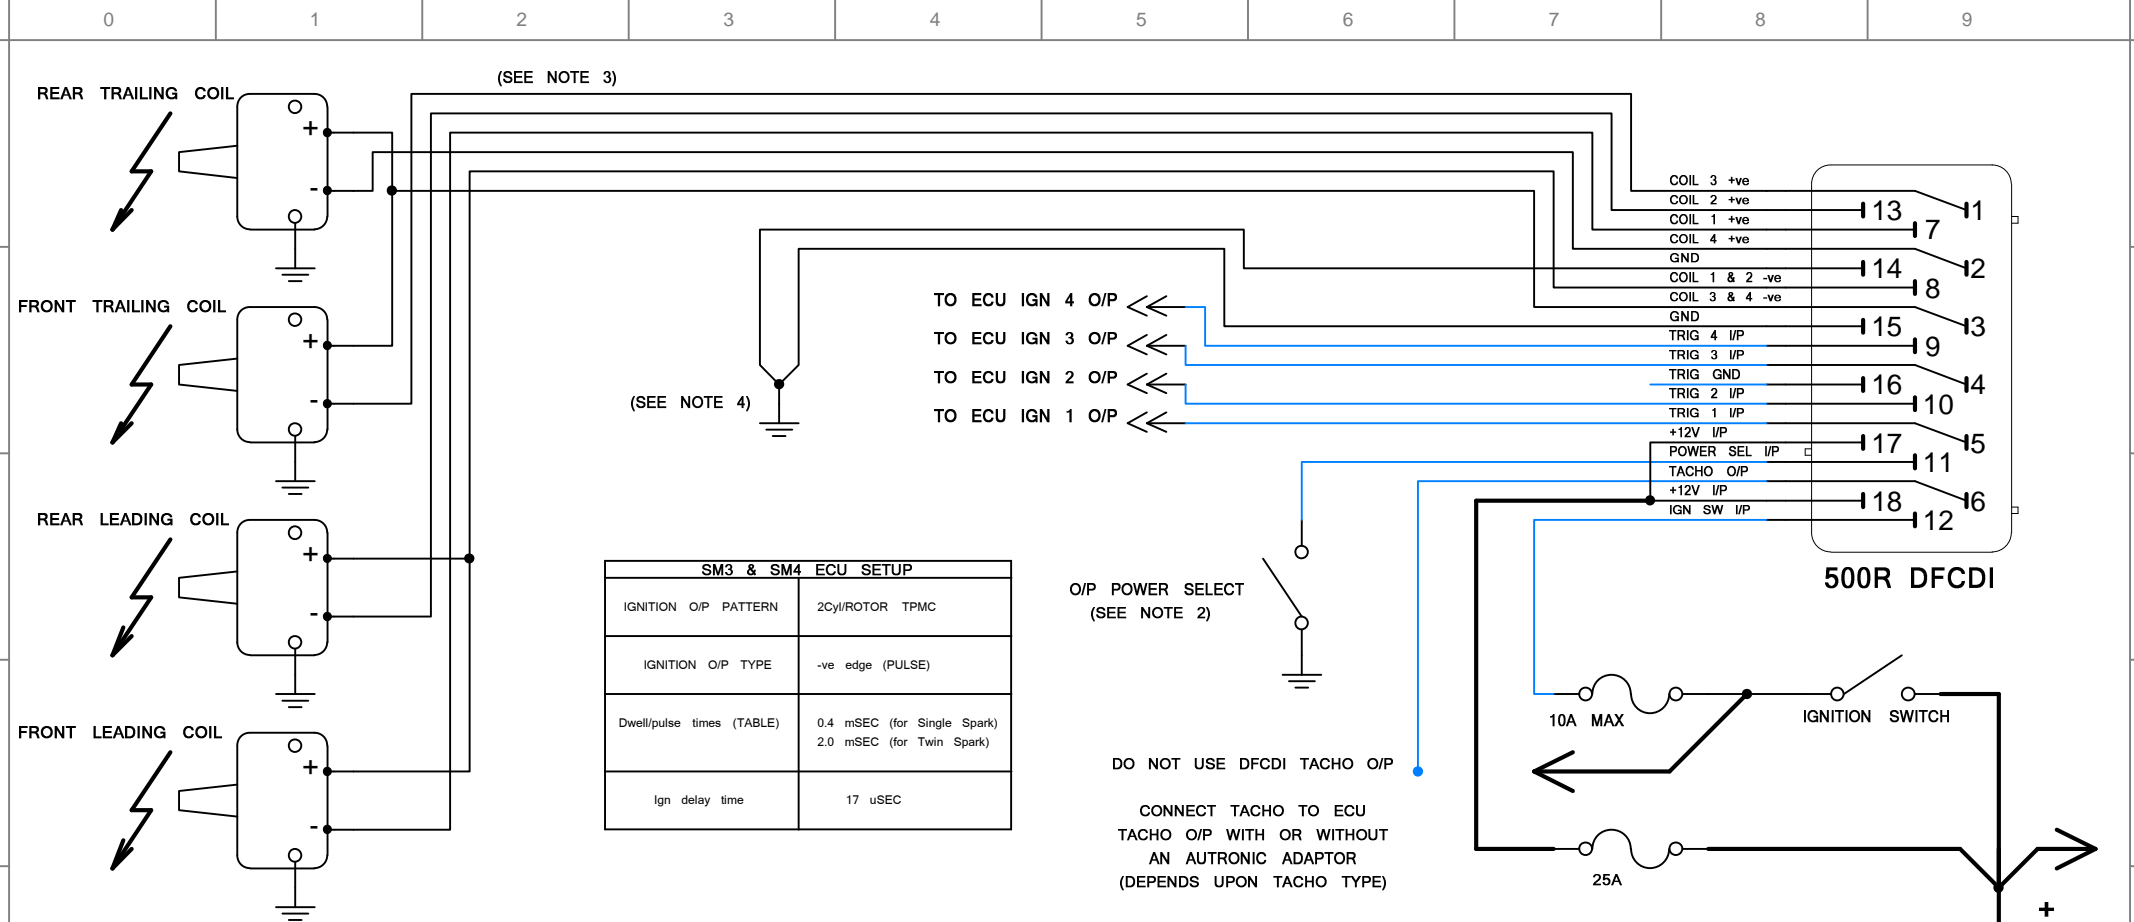 0 1 2 3 4 5 6 7 8 9
(SEE NOTE 3)
REAR TRAILING COIL
+
-
FRONT TRAILING COIL
+
-
REAR LEADING COIL
+
-
FRONT LEADING COIL
+
-
(SEE NOTE 4)
TO ECU IGN 4 O/P
TO ECU IGN 3 O/P
TO ECU IGN 2 O/P
TO ECU IGN 1 O/P
COIL 3 +ve
COIL 2 +ve
COIL 1 +ve
COIL 4 +ve
GND
COIL 1 & 2 -ve
COIL 3 & 4 -ve
GND
TRIG 4 I/P
TRIG 3 I/P
TRIG GND
TRIG 2 I/P
TRIG 1 I/P
+12V I/P
POWER SEL I/P
TACHO O/P
+12V I/P
IGN SW I/P
13 1
7
14 2
8
15 3
9
16 4
10
17 5
11
18 6
12
500R DFCDI
SM3 & SM4 ECU SETUP
IGNITION O/P PATTERN 2Cyl/ROTOR TPMC
IGNITION O/P TYPE -ve edge (PULSE)
Dwell/pulse times (TABLE) 0.4 mSEC (for Single Spark)
2.0 mSEC (for Twin Spark)
Ign delay time 17 uSEC
O/P POWER SELECT
(SEE NOTE 2)
10A MAX
IGNITION SWITCH
DO NOT USE DFCDI TACHO O/P
CONNECT TACHO TO ECU
TACHO O/P WITH OR WITHOUT
AN AUTRONIC ADAPTOR
(DEPENDS UPON TACHO TYPE)
25A
+